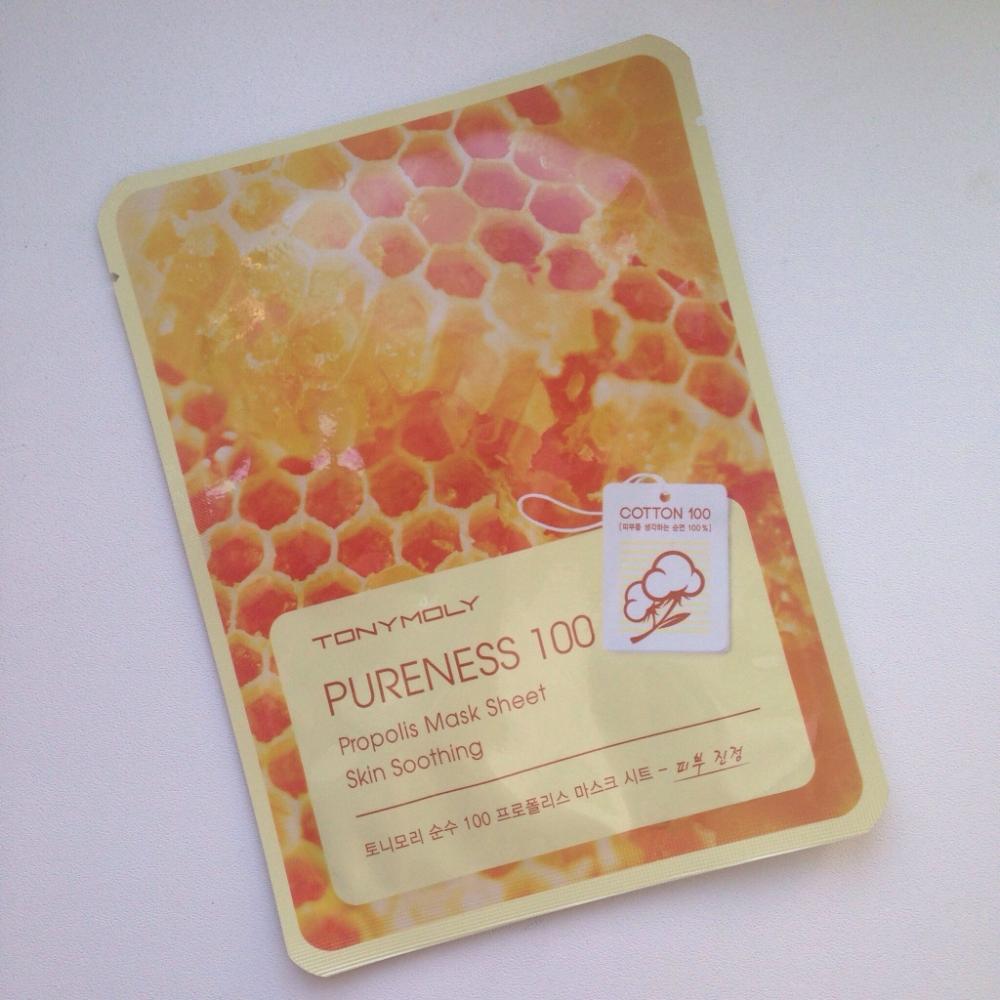 COTTON 100
[피부를 생각하는 순면 100%]
TONYMOLY
PURENESS 100
Propolis Mask Sheet
Skin Soothing
토니모리 순수 100 프로폴리스 마스크 시트 - 피부 진정